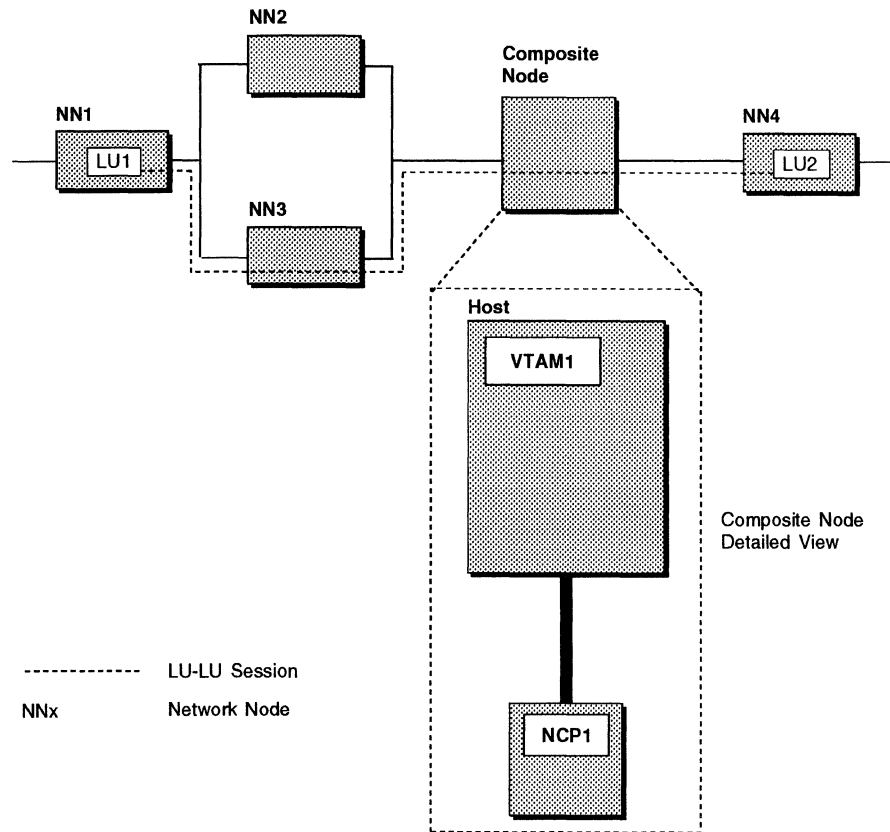 NN2
Composite
Node
NN1
NN4
LU1
LU2
NN3
Host
VTAM1
Composite Node
Detailed View
LU-LU Session
NNx Network Node
NCP1